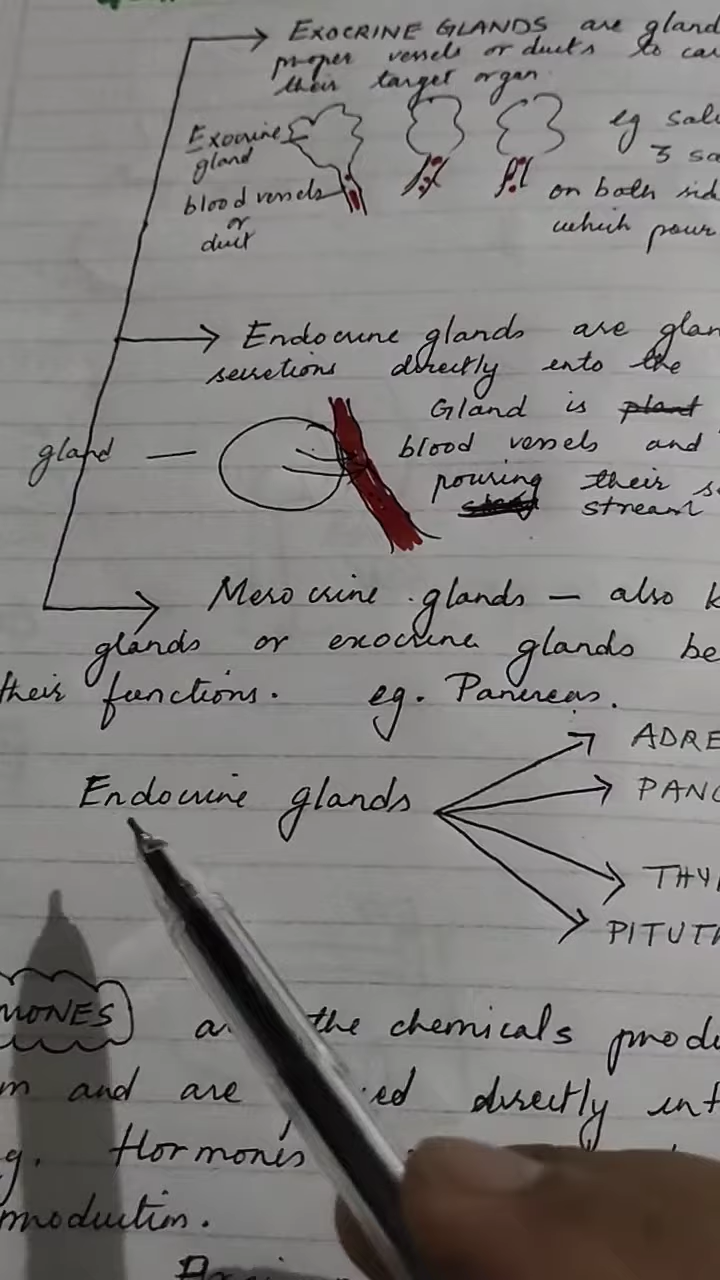 EXOCRINE GLANDS are gland
proper vessels or ducts to ca
their target organ.
Exocrine
gland
blood vessels
or
duct
eg sali
3 sa
on both sid
which pour
Endocrine glands are glan
secretions directly into the
Gland is plant
blood vessels and
pouring their s
stream
gland
Merocrine glands – also k
glands or exocrine glands be
their functions. eg. Pancreas.
Endocrine glands
ADRE
PANC
THY
PITUTA
MONES
the chemicals produ
m and are directly int
g. Hormones
production.